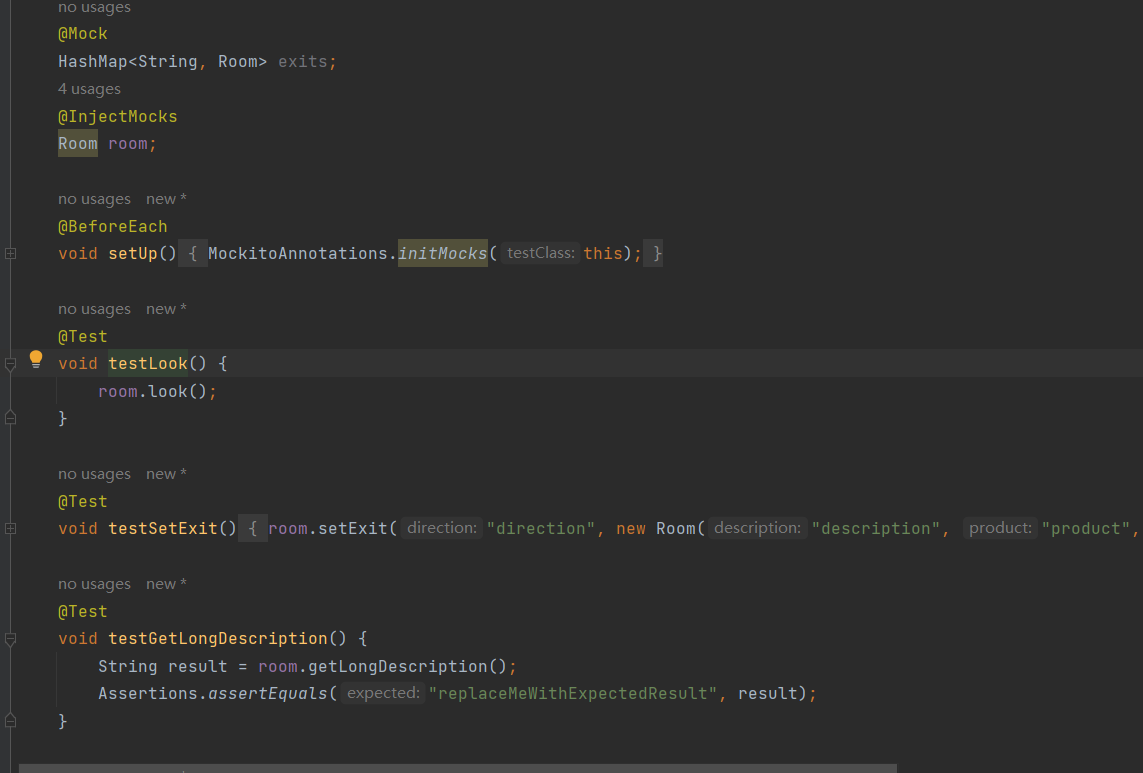 no usages
@Mock
HashMap<String, Room> exits;
4 usages
@InjectMocks
Room room;
no usages new *
@BeforeEach
void setUp() { MockitoAnnotations.initMocks( testClass: this); }
no usages new *
@Test
void testLook() {
room.look();
}
no usages new *
@Test
void testSetExit() { room.setExit( direction: "direction", new Room( description: "description", product: "product",
no usages new *
@Test
void testGetLongDescription() {
String result = room.getLongDescription();
Assertions.assertEquals( expected: "replaceMeWithExpectedResult", result);
}